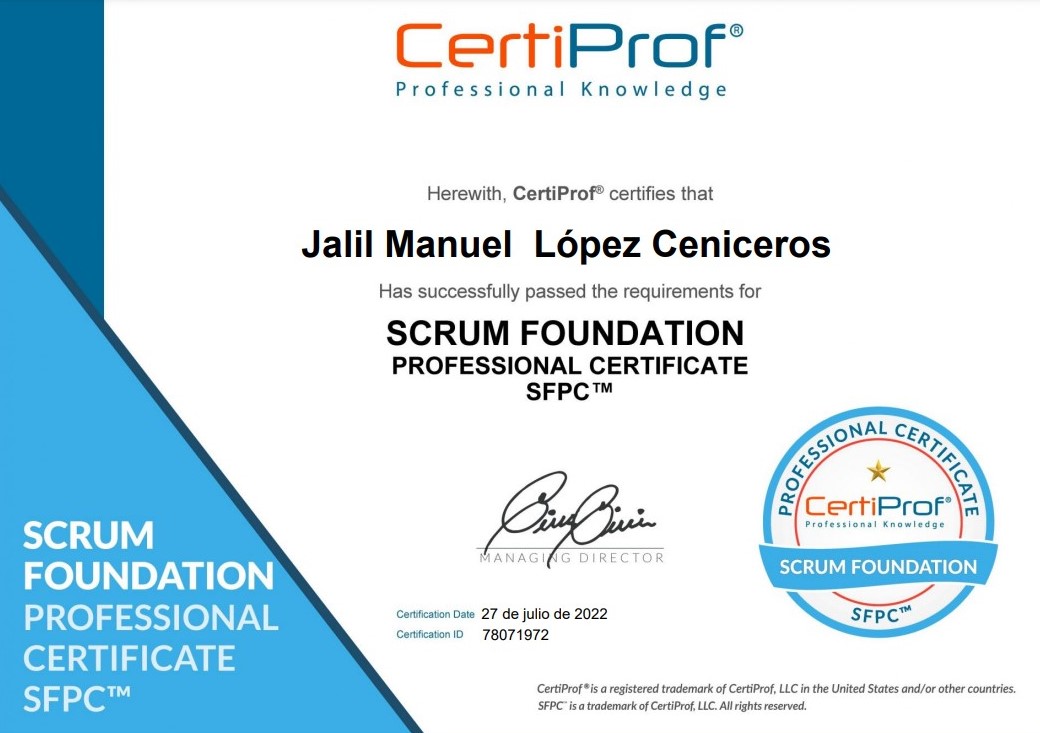 CertiProf®
Professional Knowledge
Herewith, CertiProf® certifies that
Jalil Manuel López Ceniceros
Has successfully passed the requirements for
SCRUM FOUNDATION
PROFESSIONAL CERTIFICATE
SFPC™
MANAGING DIRECTOR
Certification Date 27 de julio de 2022
Certification ID 78071972
SCRUM
FOUNDATION
PROFESSIONAL
CERTIFICATE
SFPC™
PROFESSIONAL CERTIFICATE
CertiProf®
Professional Knowledge
SCRUM FOUNDATION
SFPC™
CertiProf® is a registered trademark of CertiProf, LLC in the United States and/or other countries.
SFPC™ is a trademark of CertiProf, LLC. All rights reserved.